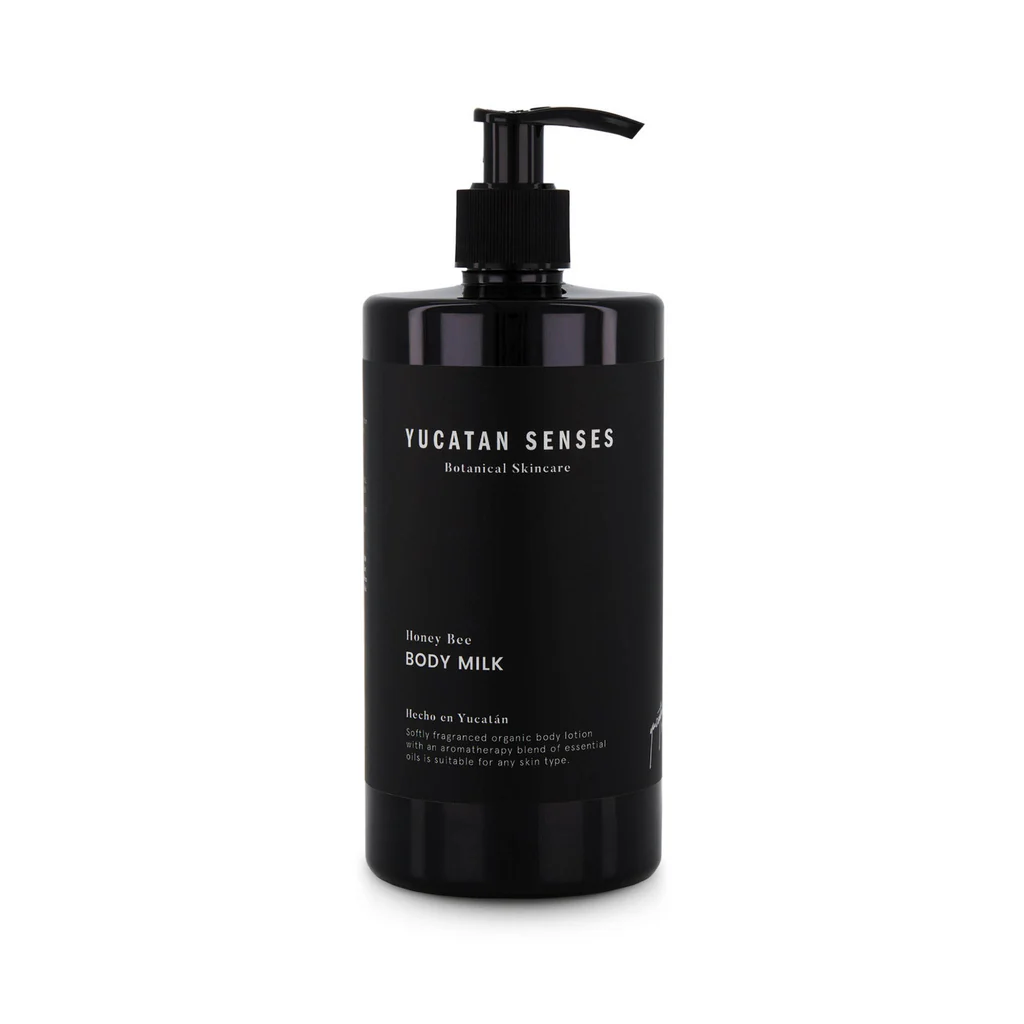 YUCATAN SENSES
Botanical Skincare
Honey Bee
BODY MILK
Hecho en Yucatán
Softly fragranced organic body lotion
with an aromatherapy blend of essential
oils is suitable for any skin type.